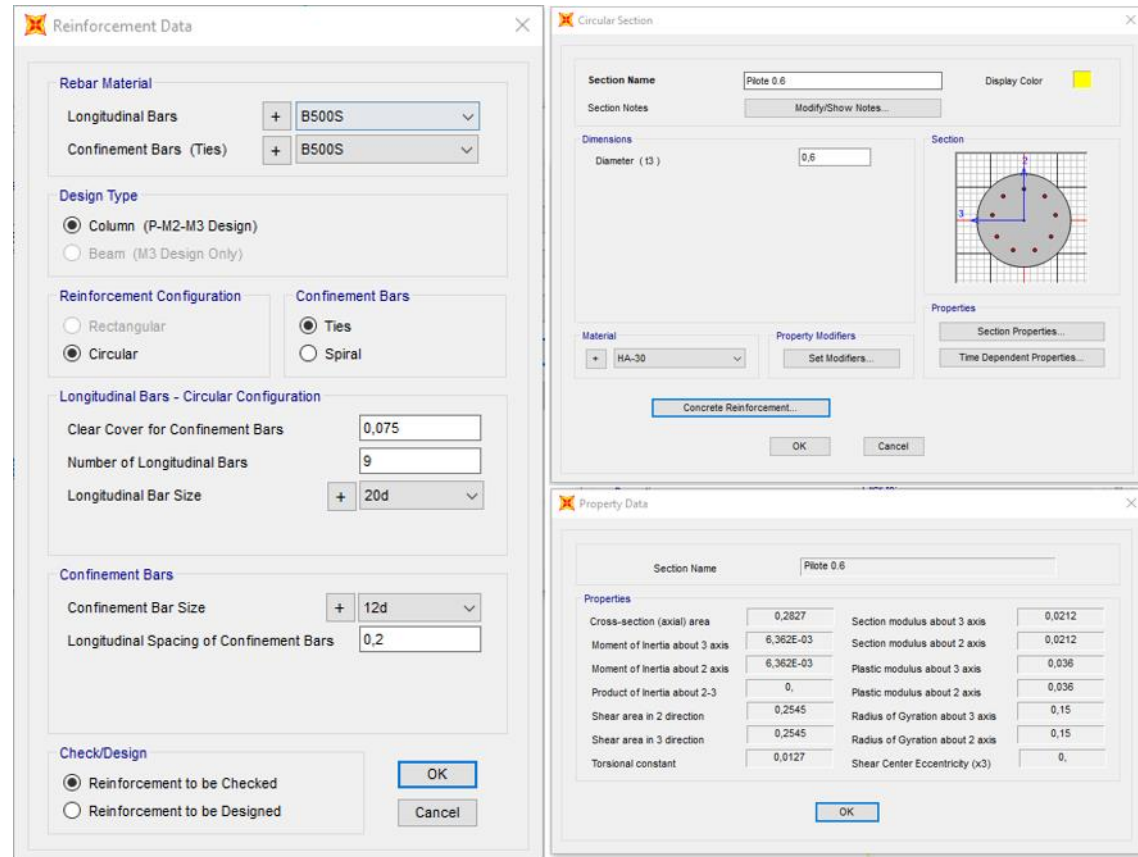 Reinforcement Data
Rebar Material
Longitudinal Bars + B500S
Confinement Bars (Ties) + B500S
Design Type
Column (P-M2-M3 Design)
Beam (M3 Design Only)
Reinforcement Configuration
Rectangular
Circular
Confinement Bars
Ties
Spiral
Longitudinal Bars - Circular Configuration
Clear Cover for Confinement Bars 0,075
Number of Longitudinal Bars 9
Longitudinal Bar Size + 20d
Confinement Bars
Confinement Bar Size + 12d
Longitudinal Spacing of Confinement Bars 0,2
Check/Design
Reinforcement to be Checked
Reinforcement to be Designed
OK
Cancel
Circular Section
Section Name Pilote 0.6 Display Color
Section Notes Modify/Show Notes...
Dimensions
Diameter ( t3 ) 0,6
Section
2
3
Properties
Section Properties...
Time Dependent Properties...
Material
+ HA-30
Property Modifiers
Set Modifiers...
Concrete Reinforcement...
OK Cancel
Property Data
Section Name Pilote 0.6
Properties
Cross-section (axial) area 0,2827 Section modulus about 3 axis 0,0212
Moment of Inertia about 3 axis 6,362E-03 Section modulus about 2 axis 0,0212
Moment of Inertia about 2 axis 6,362E-03 Plastic modulus about 3 axis 0,036
Product of Inertia about 2-3 0, Plastic modulus about 2 axis 0,036
Shear area in 2 direction 0,2545 Radius of Gyration about 3 axis 0,15
Shear area in 3 direction 0,2545 Radius of Gyration about 2 axis 0,15
Torsional constant 0,0127 Shear Center Eccentricity (x3) 0,
OK